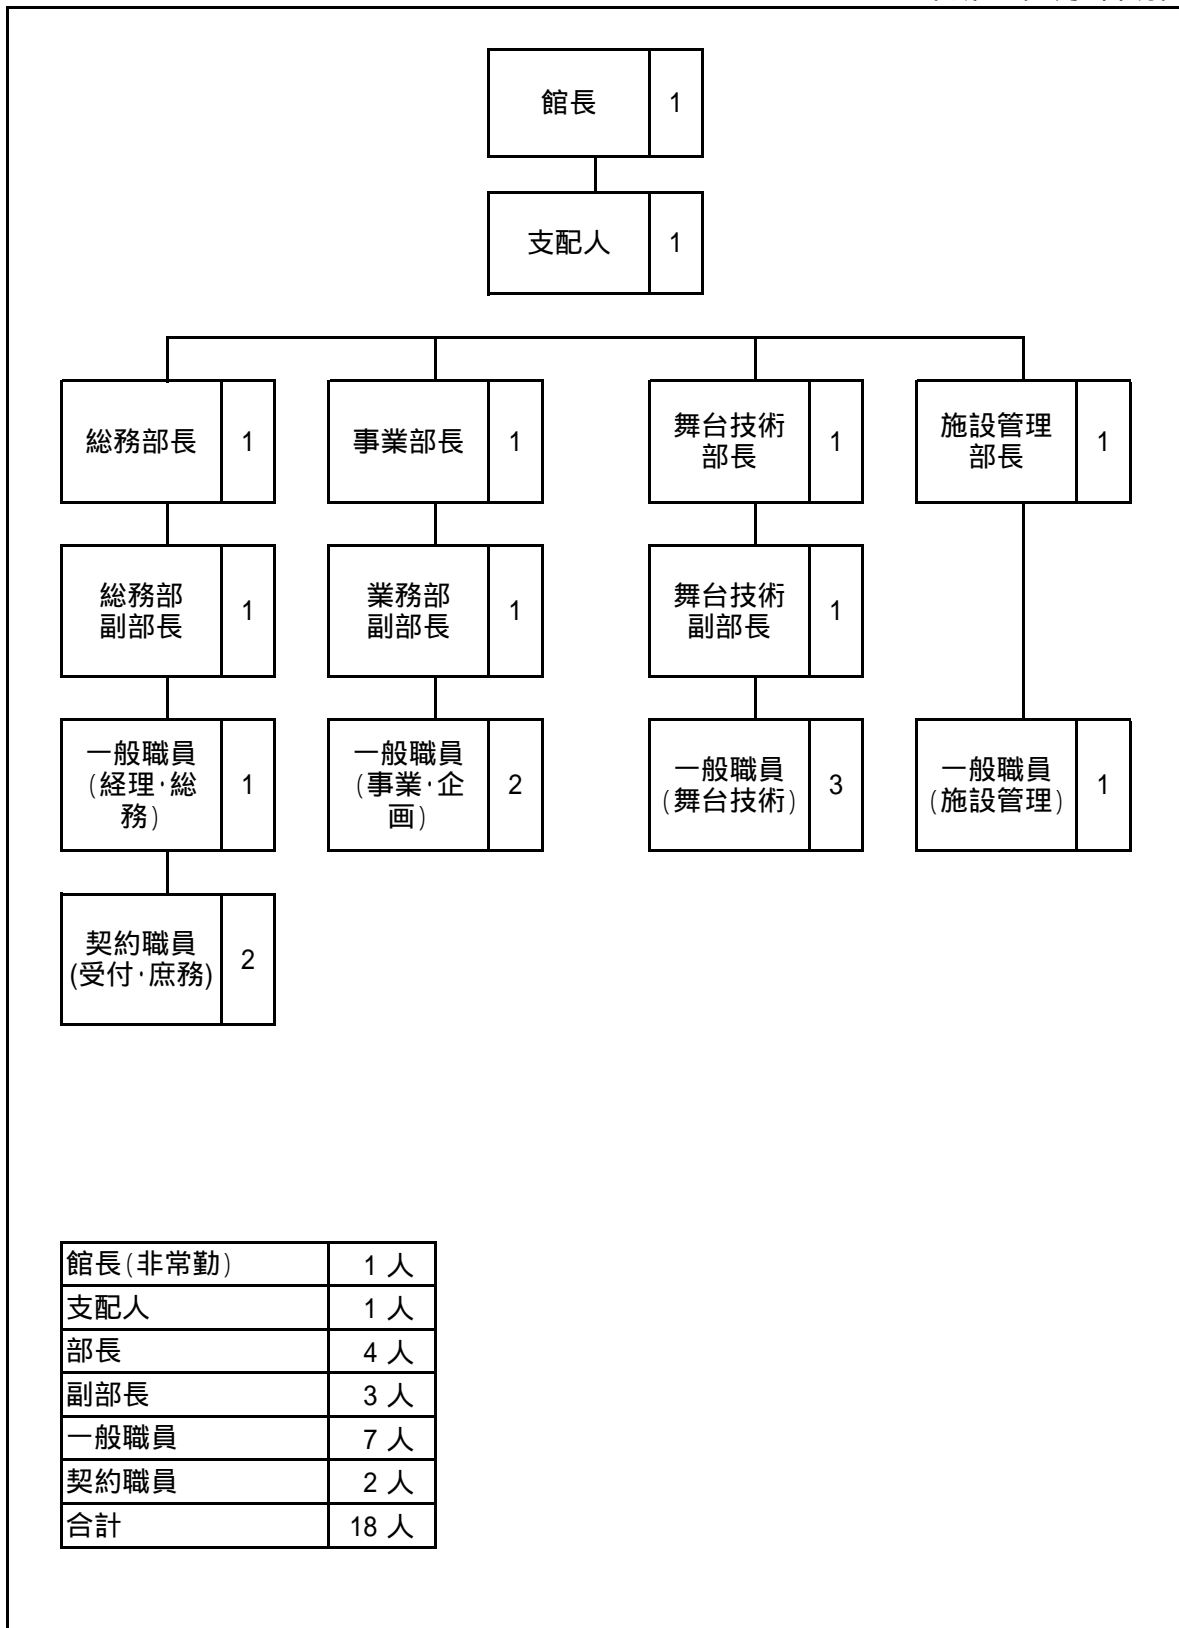 館長 1
支配人 1
総務部長 1
事業部長 1
舞台技術
部長 1
施設管理
部長 1
総務部
副部長 1
業務部
副部長 1
舞台技術
副部長 1
一般職員
(経理・総
務) 1
一般職員
(事業・企
画) 2
一般職員
(舞台技術) 3
一般職員
(施設管理) 1
契約職員
(受付・庶務) 2
館長(非常勤) 1 人
支配人 1 人
部長 4 人
副部長 3 人
一般職員 7 人
契約職員 2 人
合計 18 人